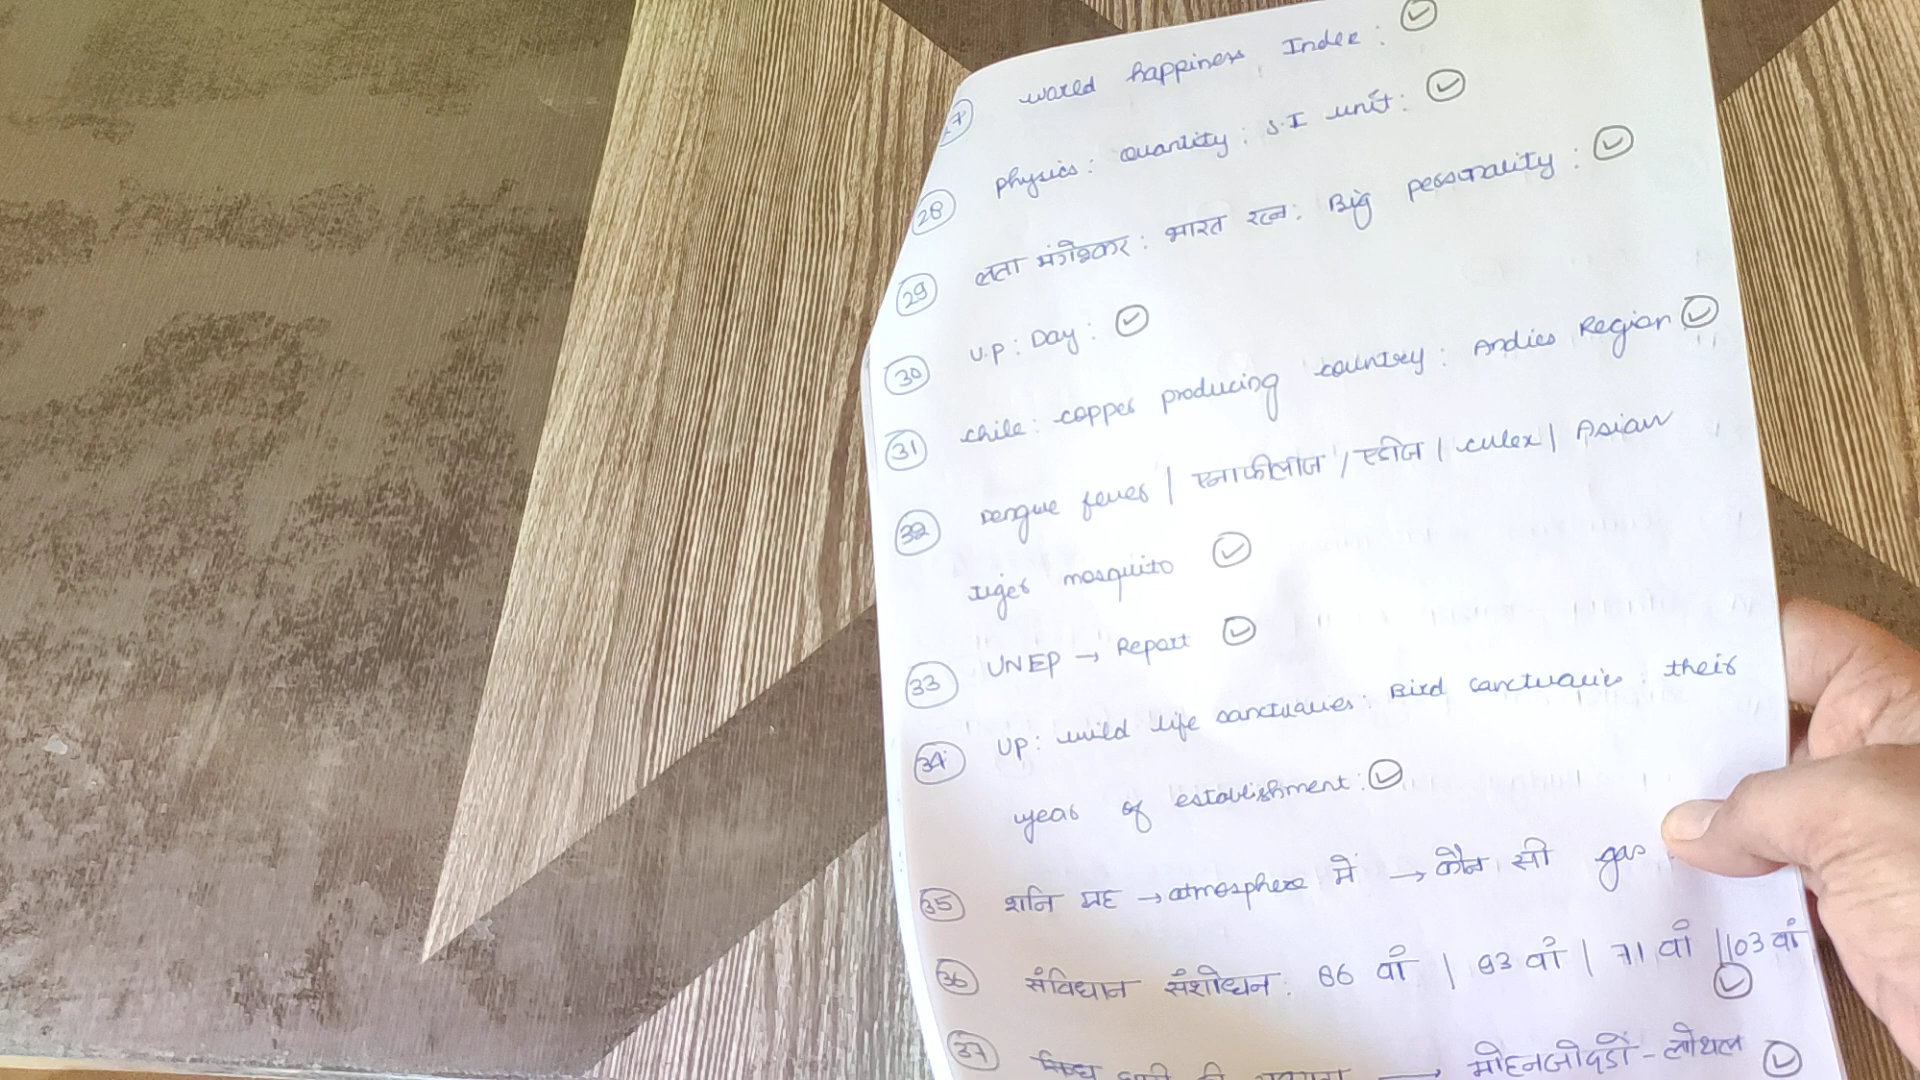 27 world happiness Index :
28 physics : Quantity : S.I unit :
29 लता मंगेशकर : भारत रत्न : Big personality :
30 U.P : Day :
31 chile : copper producing country : Andies Region
32 Dengue fever | एनाफीलीज / एडीज | culex | Asian
tiger mosquito
33 UNEP → Report
34 UP : wild life sanctuaries : Bird sanctuaries : their
year of establishment :
35 शनि ग्रह → atmosphere में → कौन सी gas
36 संविधान संशोधन : 86 वां | 93 वां | 71 वां | 103 वां
37 → मोहनजोदड़ों - लोथल